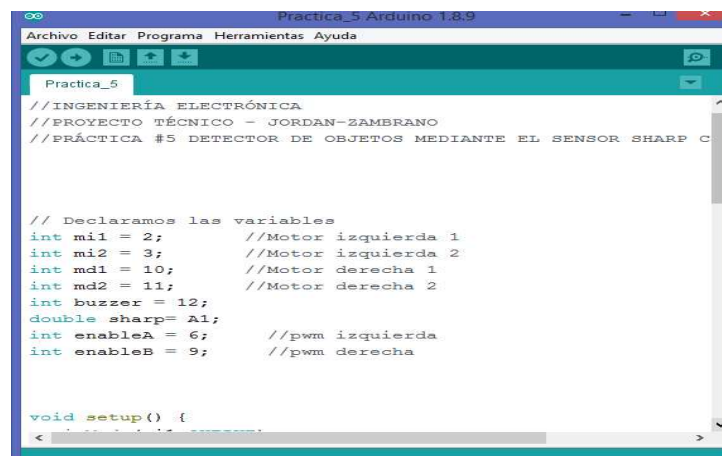 Practica_5 Arduino 1.8.9
Archivo Editar Programa Herramientas Ayuda
Practica_5
//INGENIERÍA ELECTRÓNICA
//PROYECTO TÉCNICO - JORDAN-ZAMBRANO
//PRÁCTICA #5 DETECTOR DE OBJETOS MEDIANTE EL SENSOR SHARP C
// Declaramos las variables
int mi1 = 2; //Motor izquierda 1
int mi2 = 3; //Motor izquierda 2
int md1 = 10; //Motor derecha 1
int md2 = 11; //Motor derecha 2
int buzzer = 12;
double sharp= A1;
int enableA = 6; //pwm izquierda
int enableB = 9; //pwm derecha
void setup() {